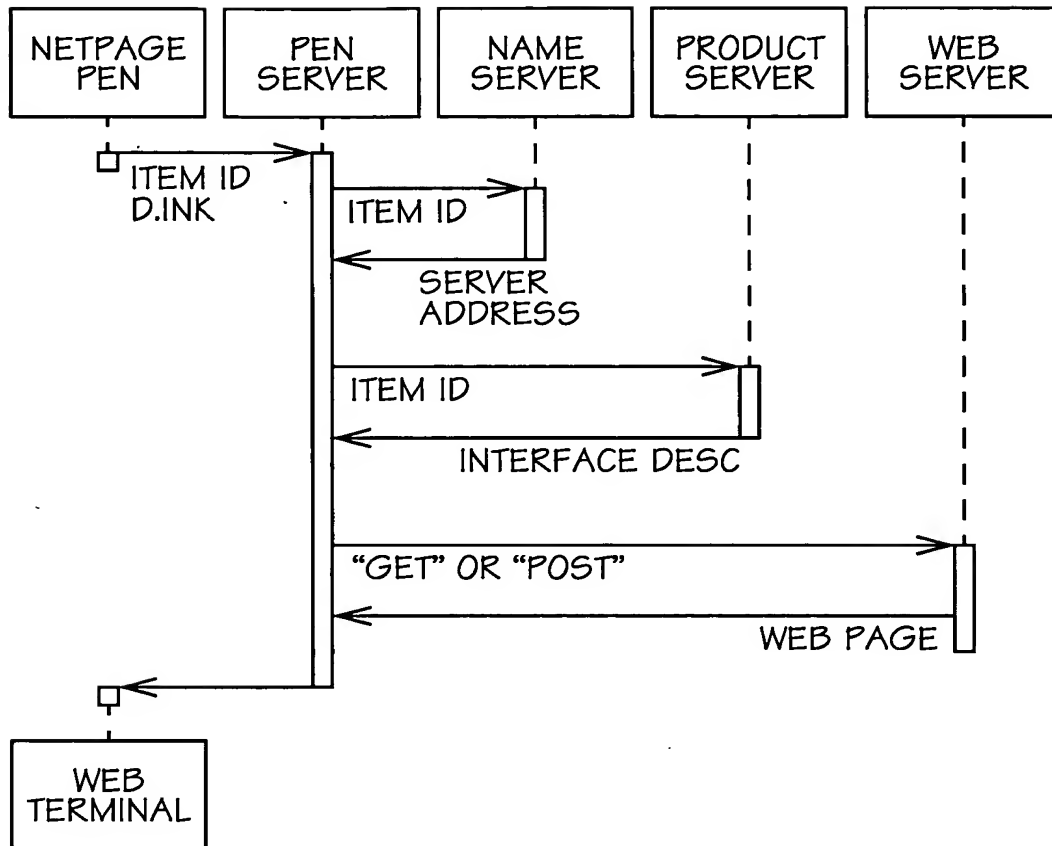 NETPAGE
PEN
PEN
SERVER
NAME
SERVER
PRODUCT
SERVER
WEB
SERVER
ITEM ID
D.INK
ITEM ID
SERVER
ADDRESS
ITEM ID
INTERFACE DESC
“GET” OR “POST”
WEB PAGE
WEB
TERMINAL